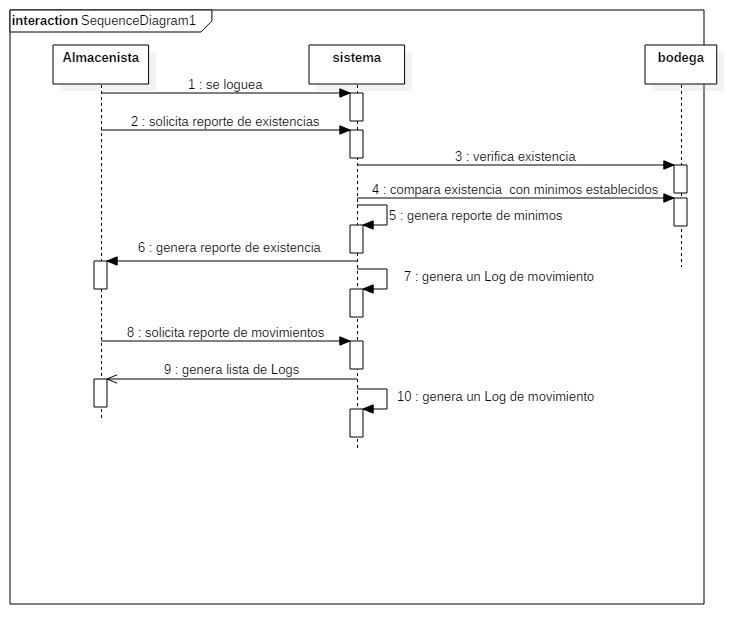 interaction SequenceDiagram1
Almacenista
sistema
bodega
1 : se loguea
2 : solicita reporte de existencias
3 : verifica existencia
4 : compara existencia  con minimos establecidos
5 : genera reporte de minimos
6 : genera reporte de existencia
7 : genera un Log de movimiento
8 : solicita reporte de movimientos
9 : genera lista de Logs
10 : genera un Log de movimiento